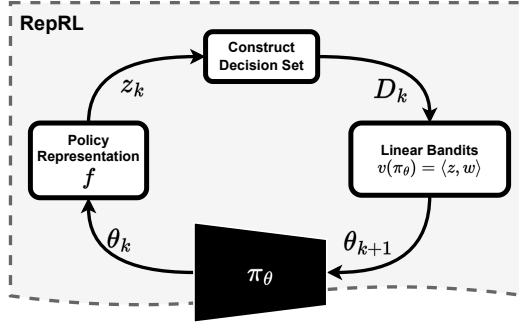 RepRL
Construct
Decision Set
z_k
D_k
Policy
Representation
f
Linear Bandits
v(π_θ) = ⟨z, w⟩
θ_k
θ_{k+1}
π_θ